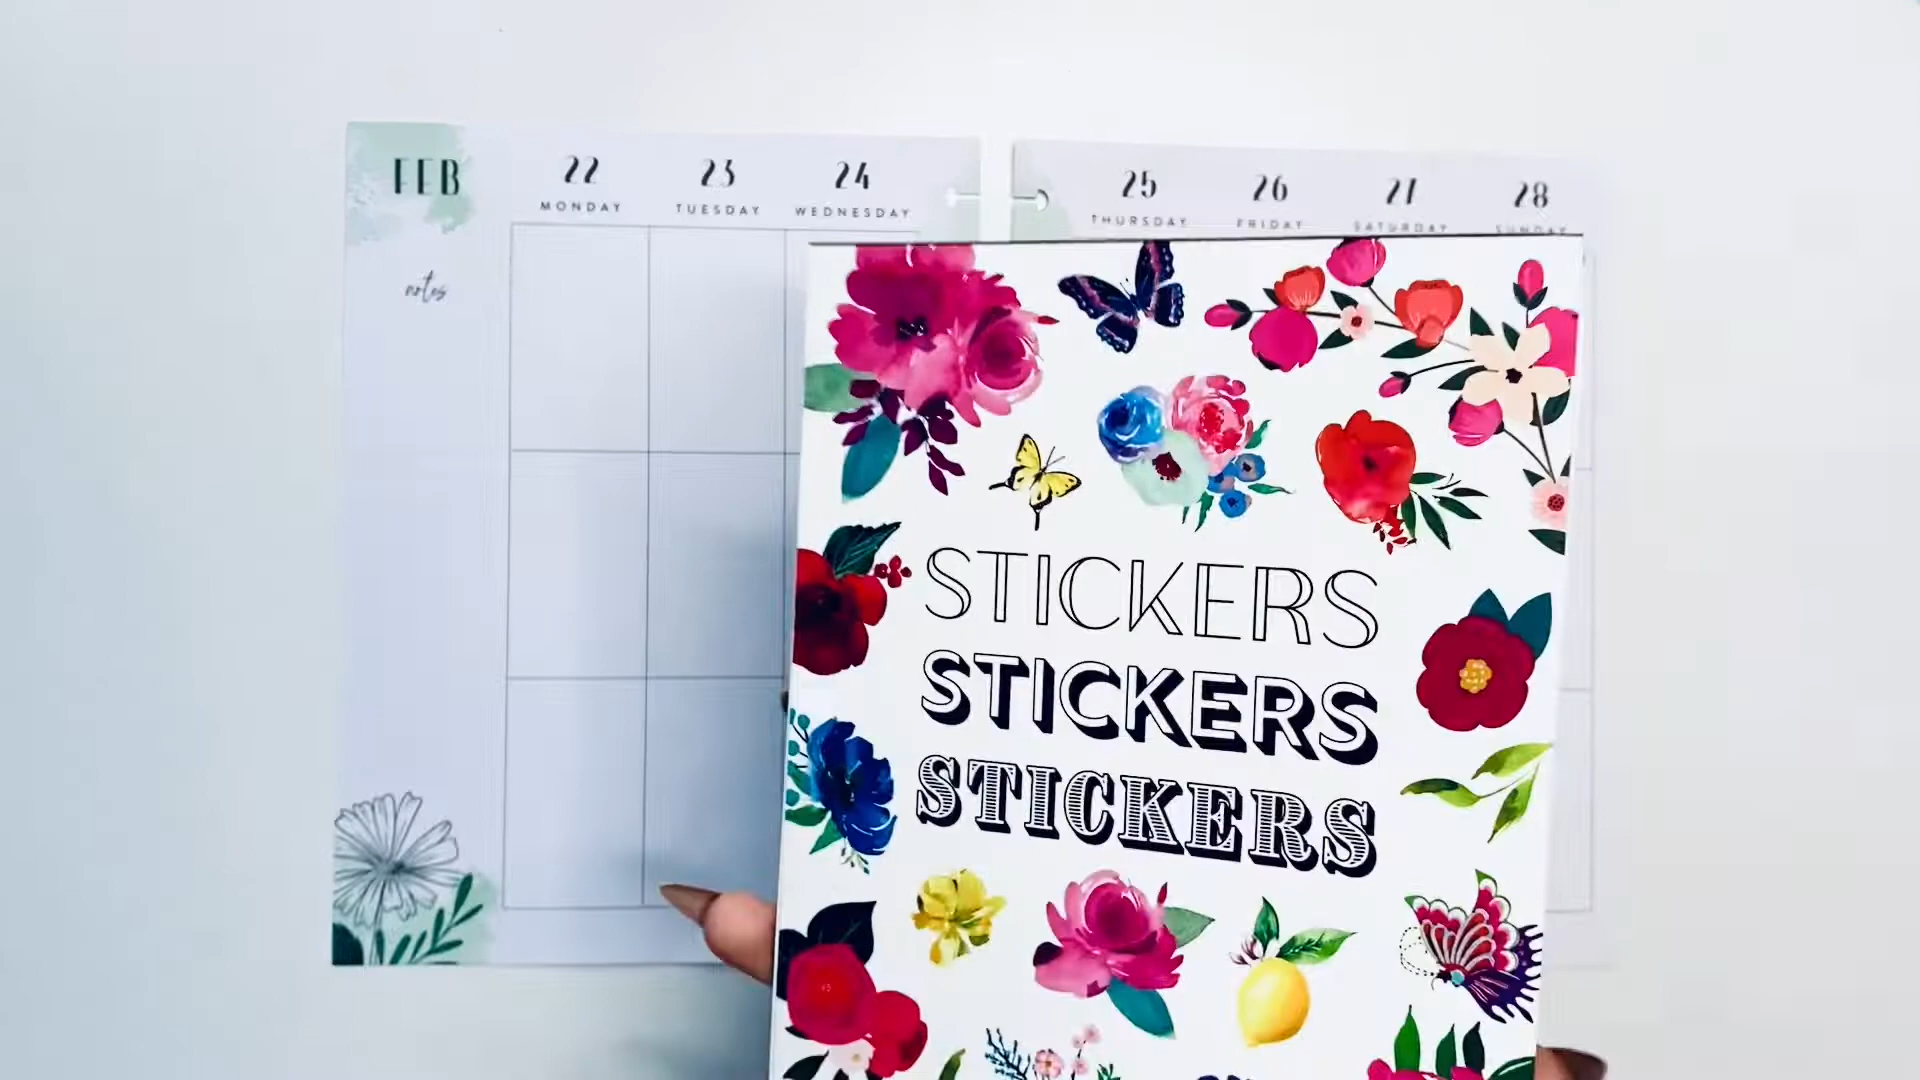 FEB
22 23 24 25 26 27 28
MONDAY TUESDAY WEDNESDAY THURSDAY FRIDAY SATURDAY SUNDAY
notes
STICKERS
STICKERS
STICKERS